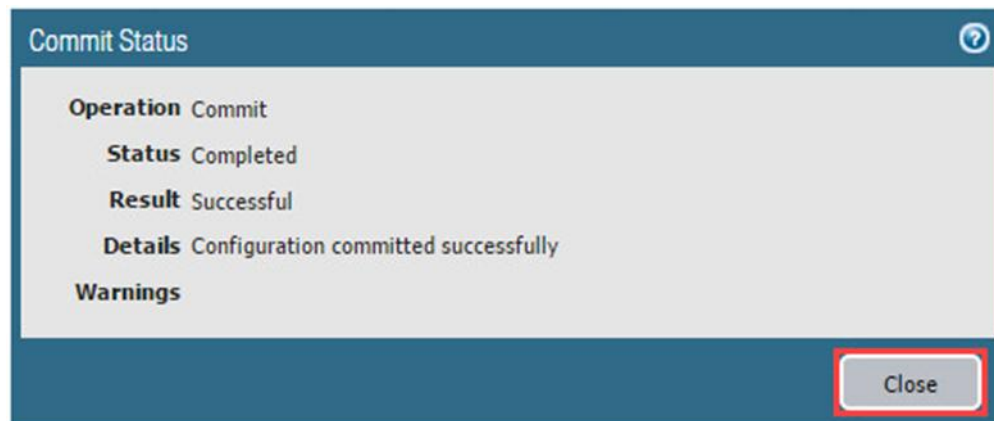 Commit Status
?
Operation Commit
Status Completed
Result Successful
Details Configuration committed successfully
Warnings
Close